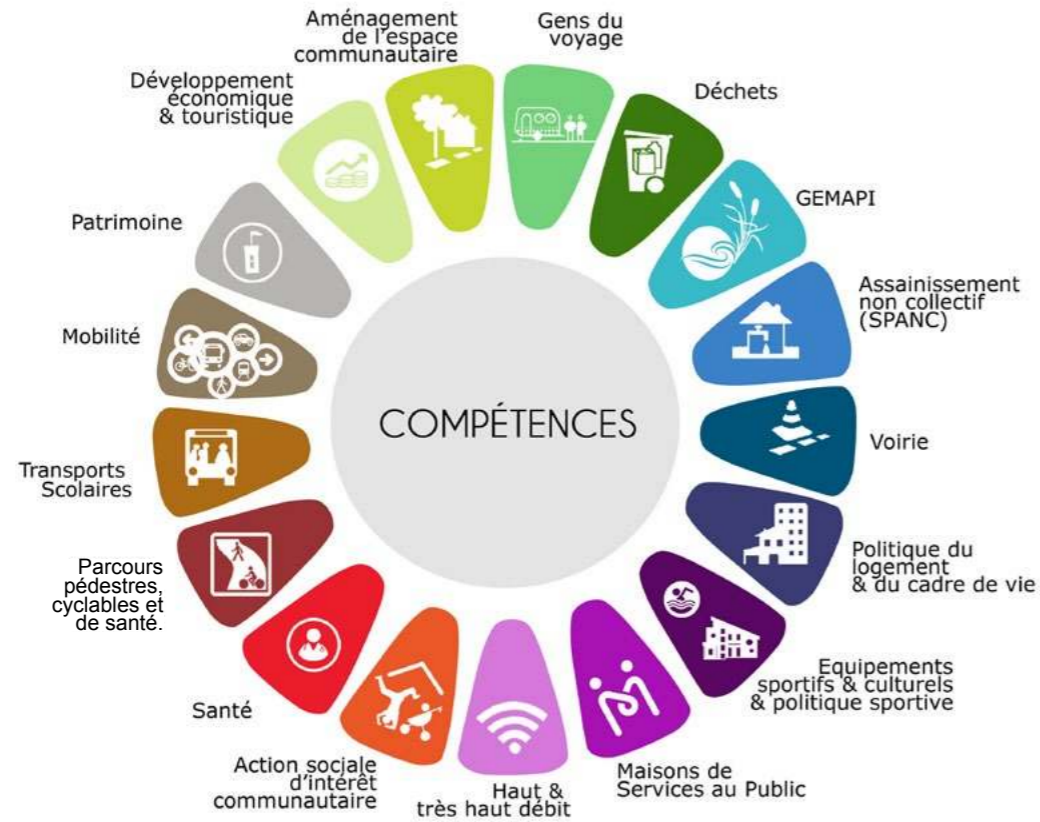 Aménagement
de l'espace
communautaire
Gens du
voyage
Déchets
GEMAPI
Assainissement
non collectif
(SPANC)
Voirie
Politique du
logement
& du cadre de vie
Equipements
sportifs & culturels
& politique sportive
Maisons de
Services au Public
Haut &
très haut débit
Action sociale
d'intérêt
communautaire
Santé
Parcours
pédestres,
cyclables et
de santé.
Transports
Scolaires
Mobilité
Patrimoine
Développement
économique
& touristique
COMPÉTENCES